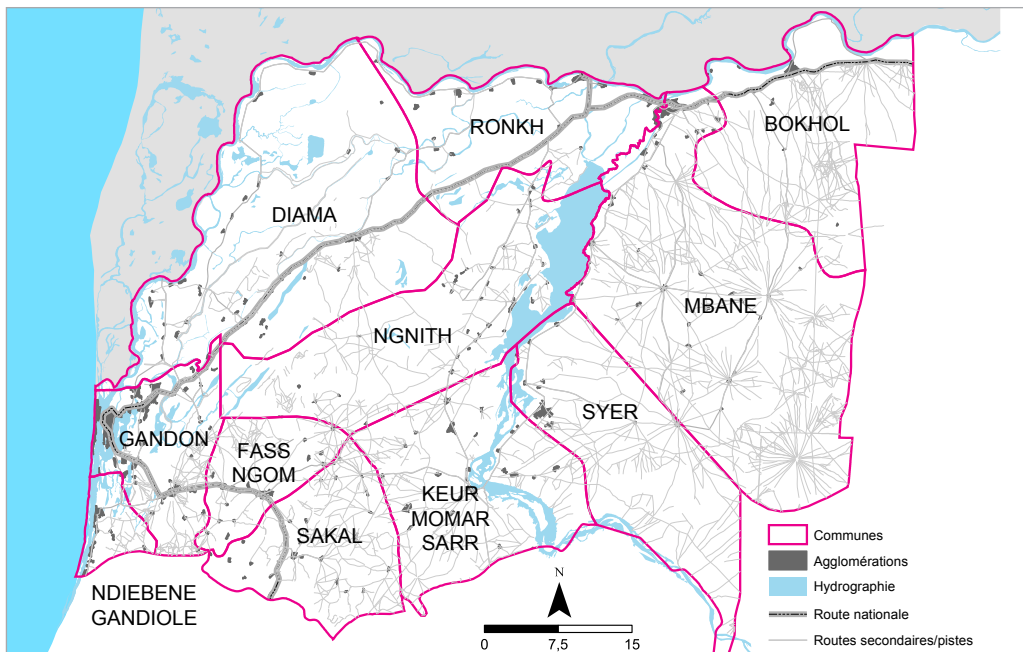 RONKH
BOKHOL
DIAMA
MBANE
NGNITH
SYER
GANDON
FASS
NGOM
KEUR
MOMAR
SARR
SAKAL
NDIEBENE
GANDIOLE
N
0
7,5
15
Communes
Agglomérations
Hydrographie
Route nationale
Routes secondaires/pistes